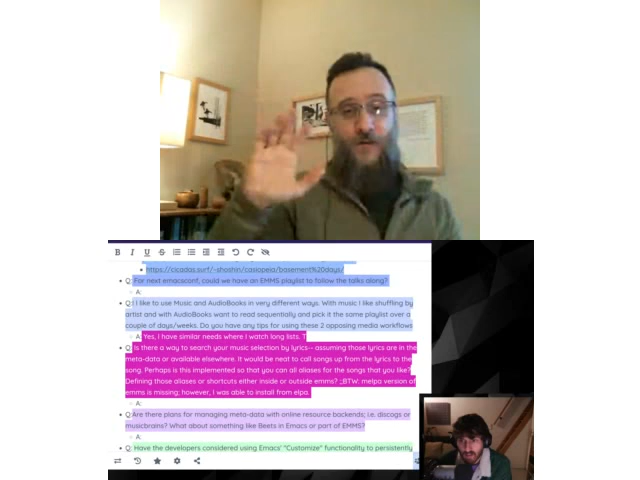 B I U S
https://cicadas.surf/~shoshin/casiopeia/basement%20days/
Q: For next emacsconf, could we have an EMMS playlist to follow the talks along?
A:
Q:I I like to use Music and AudioBooks in very different ways. With music I like shuffling by
artist and with AudioBooks want to read sequentially and pick it the same playlist over a
couple of days/weeks. Do you have any tips for using these 2 opposing media workflows
A: Yes, I have similar needs where I watch long lists. T
Q: Is there a way to search your music selection by lyrics-- assuming those lyrics are in the
meta-data or available elsewhere. It would be neat to call songs up from the lyrics to the
song. Perhaps is this implemented so that you can all aliases for the songs that you like?
Defining those aliases or shortcuts either inside or outside emms? ;;BTW: melpa version of
emms is missing; however, I was able to install from elpa.
A:
Q:Are there plans for managing meta-data with online resource backends; i.e. discogs or
musicbrainz? What about something like Beets in Emacs or part of EMMS?
A:
Q: Have the developers considered using Emacs' "Customize" functionality to persistently